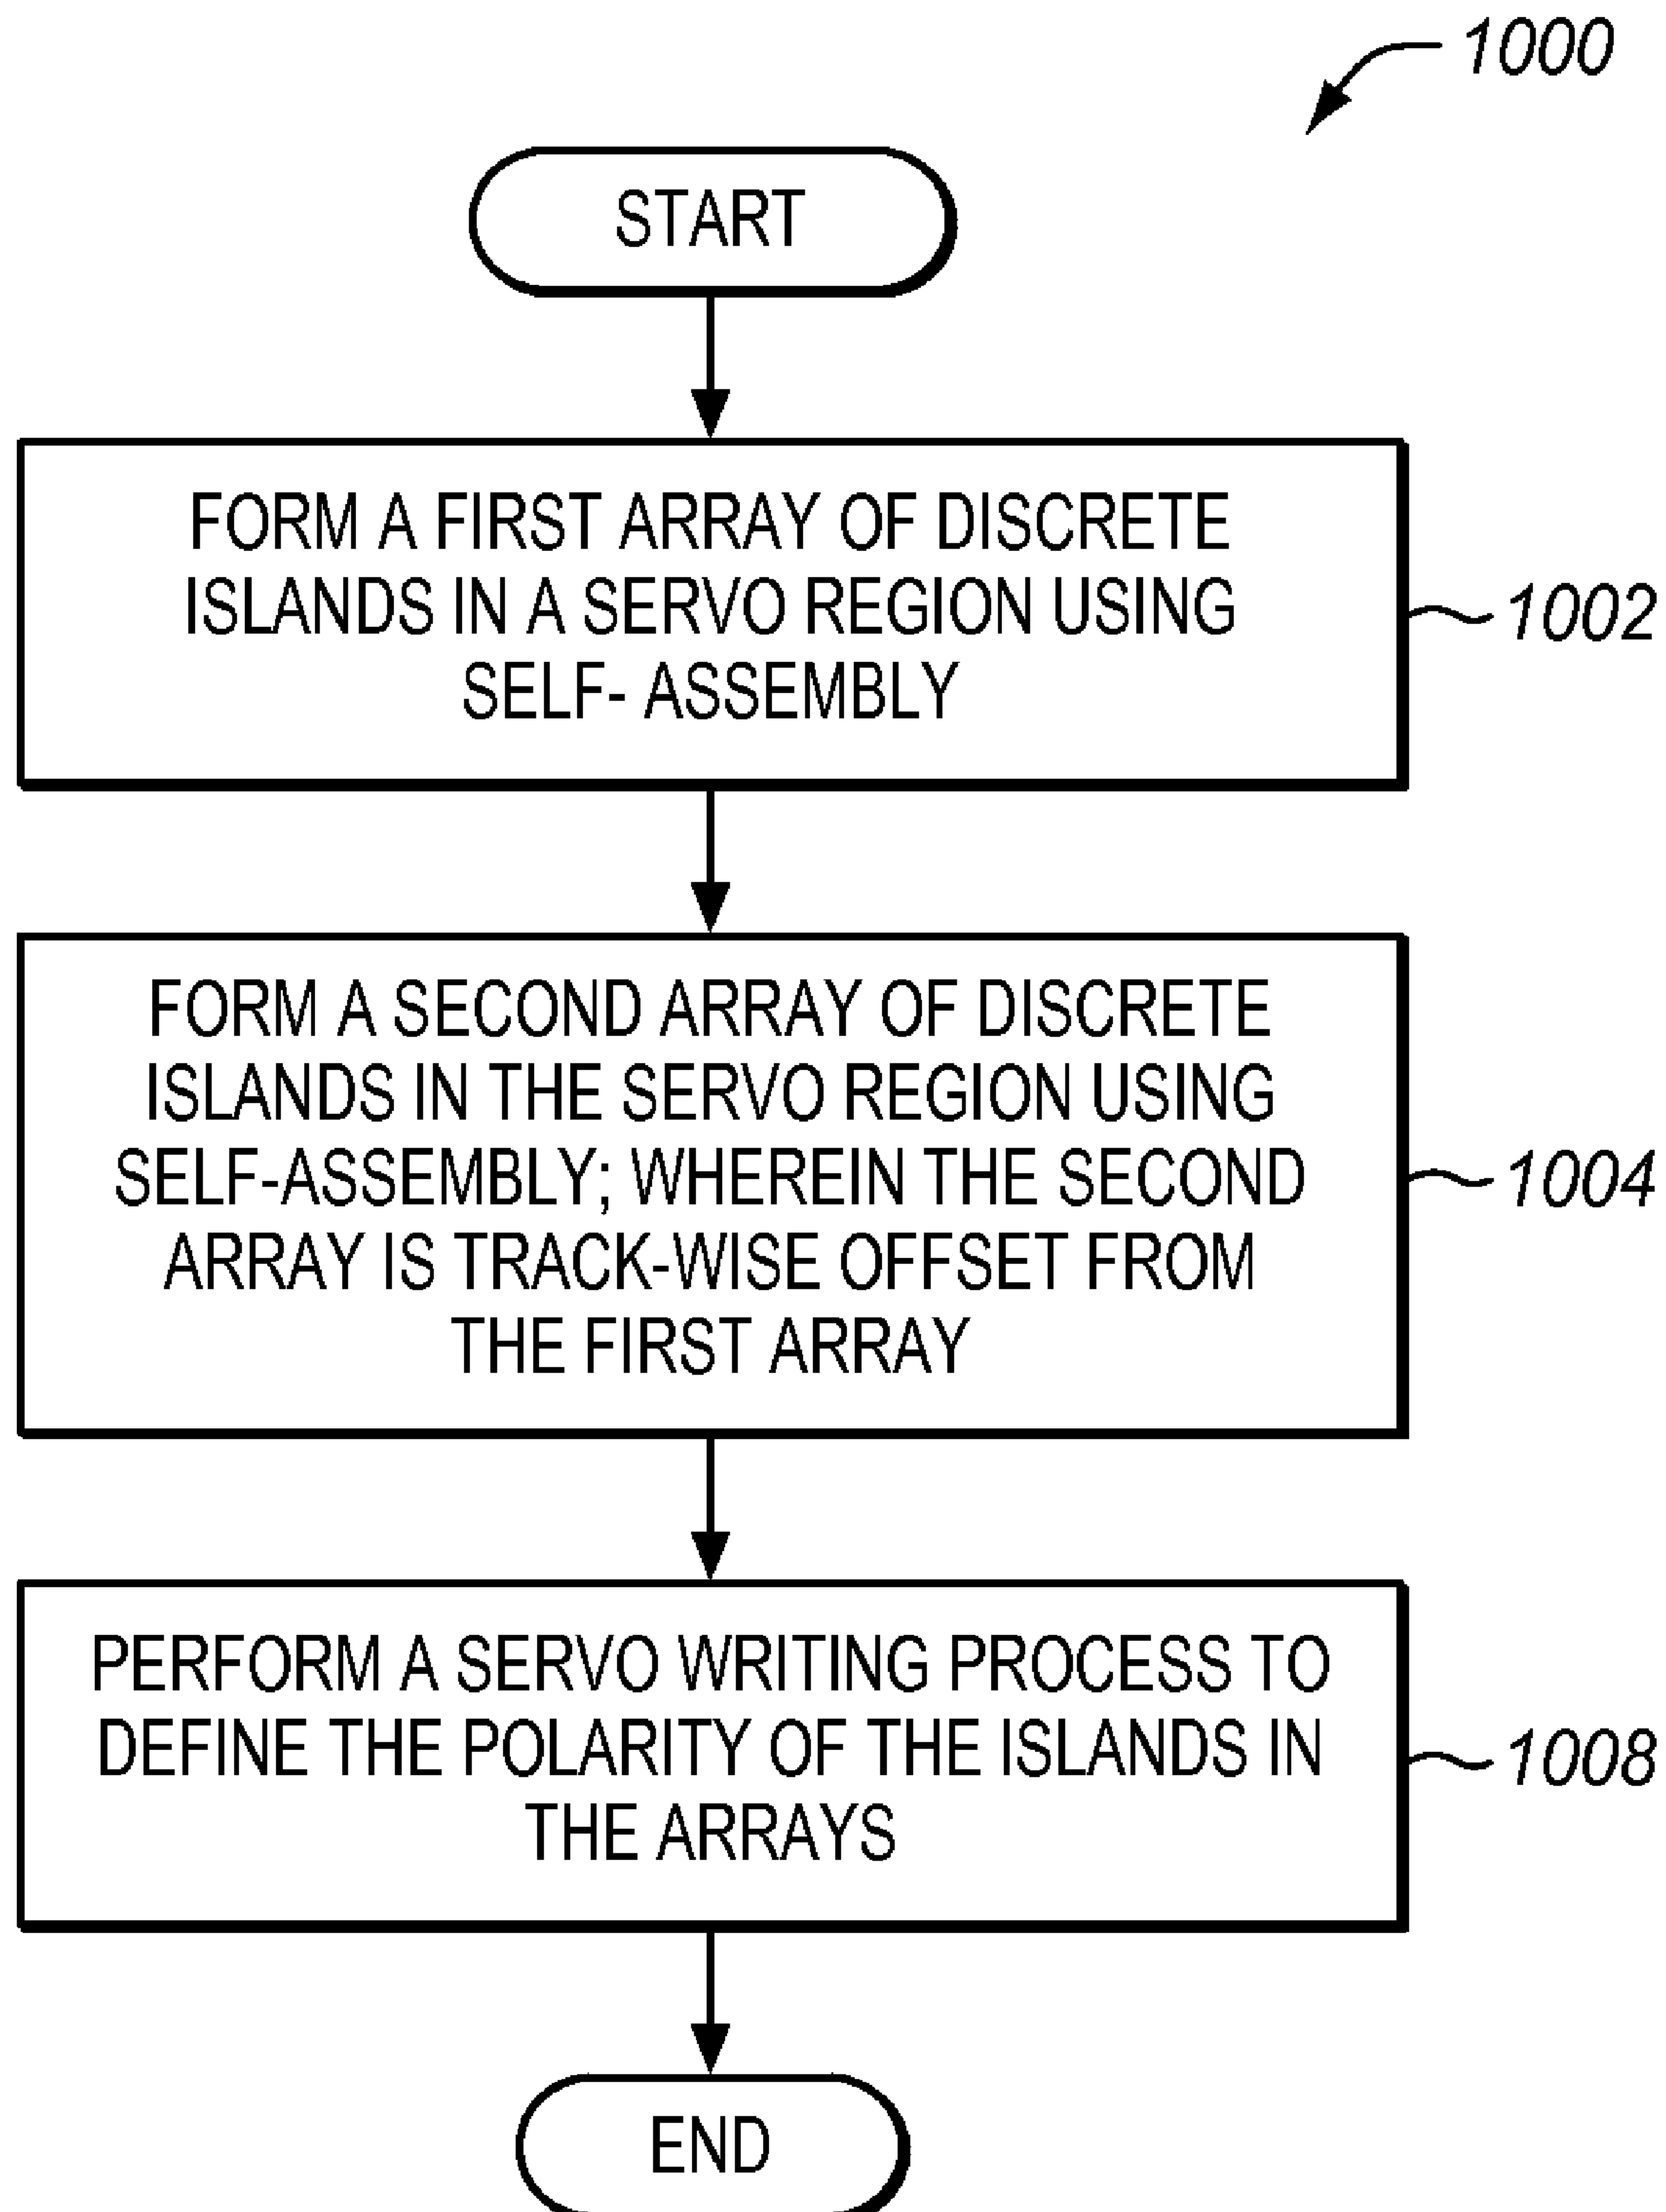 1000
START
FORM A FIRST ARRAY OF DISCRETE
ISLANDS IN A SERVO REGION USING
SELF- ASSEMBLY
1002
FORM A SECOND ARRAY OF DISCRETE
ISLANDS IN THE SERVO REGION USING
SELF-ASSEMBLY; WHEREIN THE SECOND
ARRAY IS TRACK-WISE OFFSET FROM
THE FIRST ARRAY
1004
PERFORM A SERVO WRITING PROCESS TO
DEFINE THE POLARITY OF THE ISLANDS IN
THE ARRAYS
1008
END